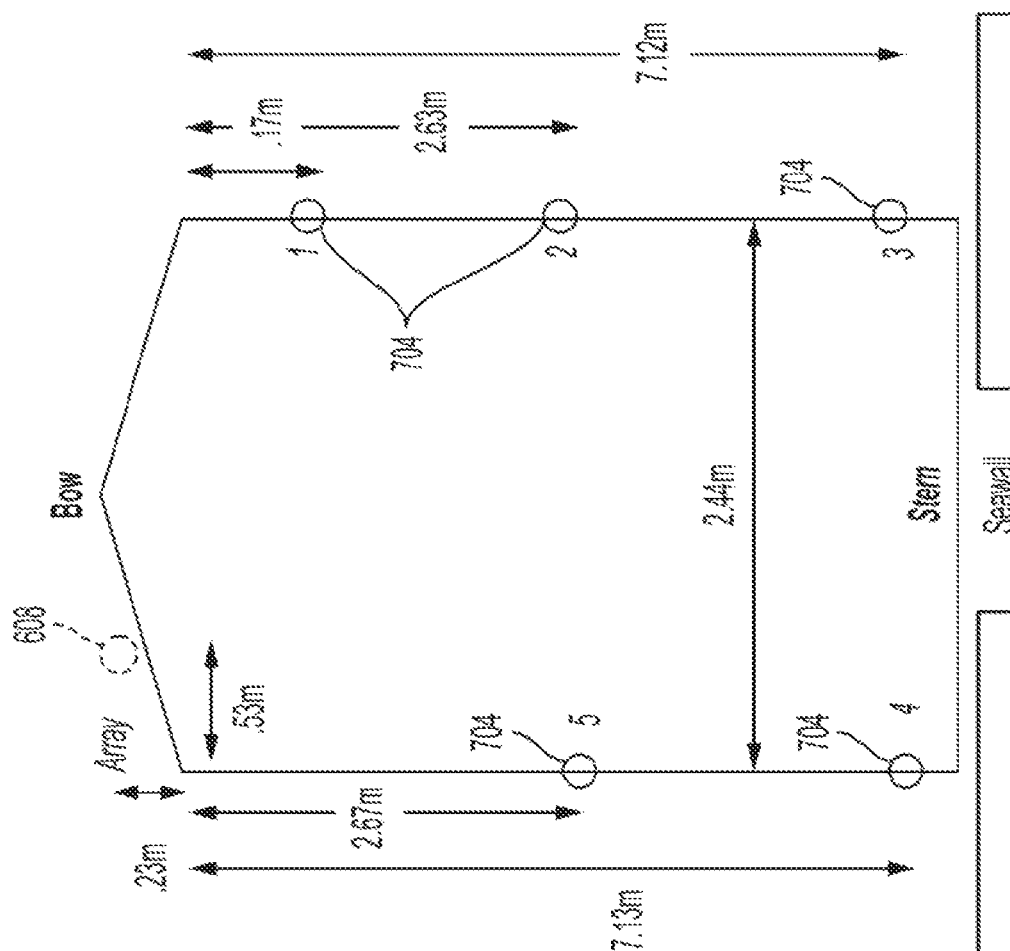 Bow
608
Array
.23m
.53m
.17m
2.63m
7.12m
1
704
2
704
3
704
5
2.67m
2.44m
704
4
7.13m
Stern
Seawall